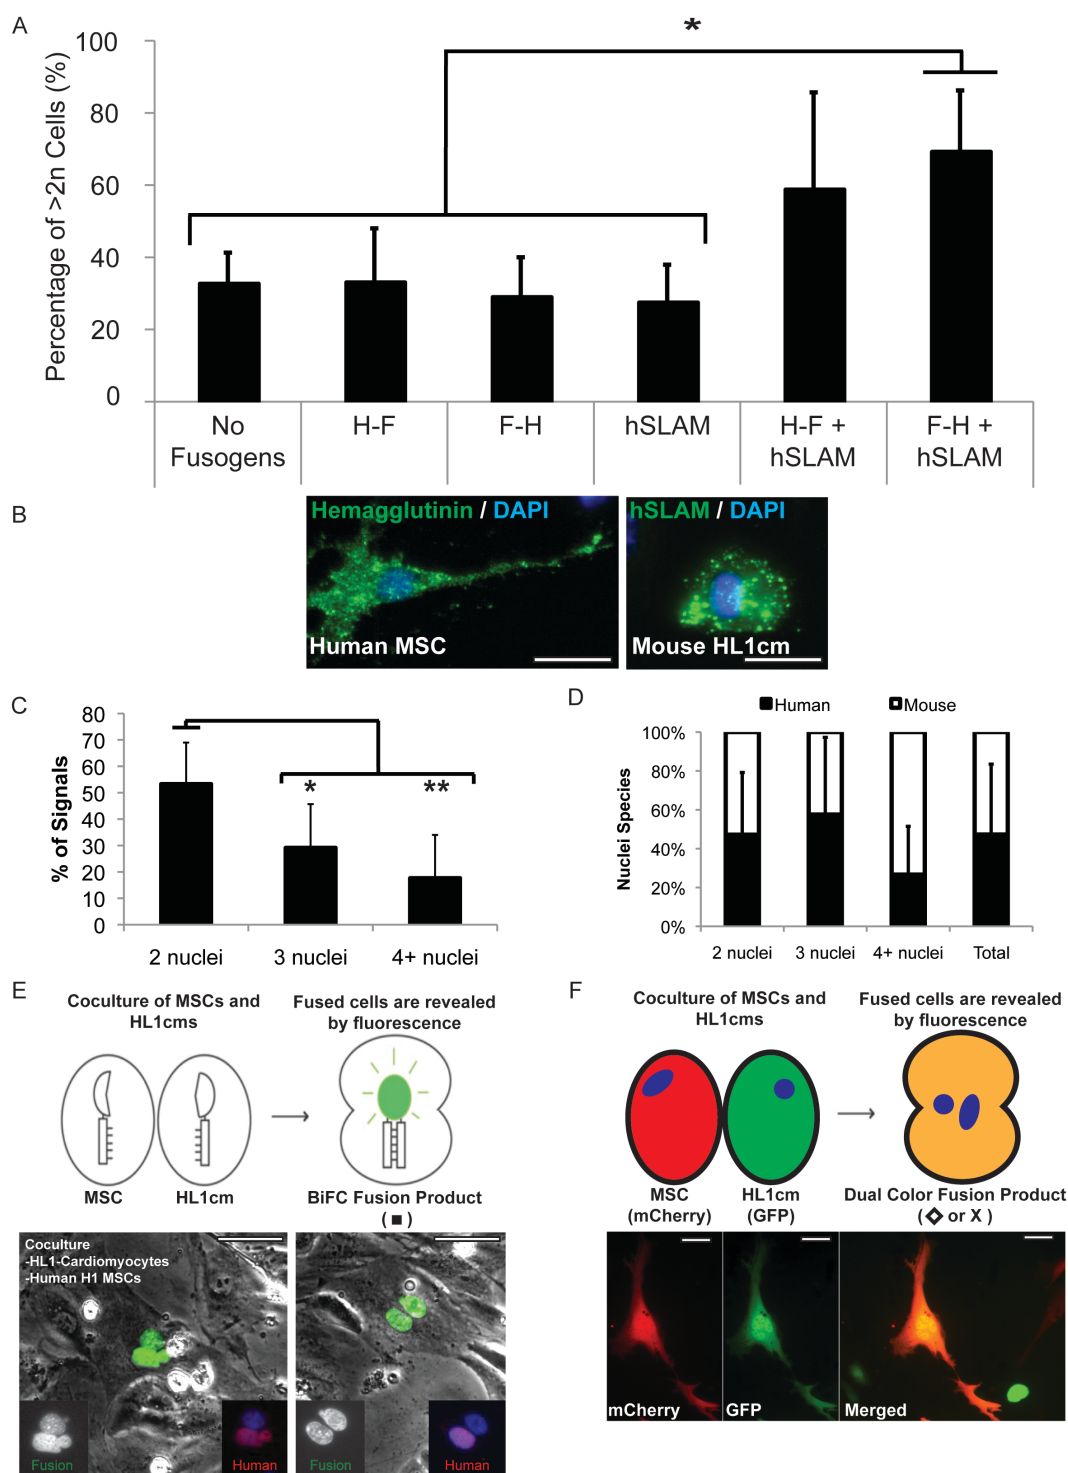 A
*
100
80
60
40
20
0
Percentage of >2n Cells (%)
No
Fusogens
H-F
F-H
hSLAM
H-F +
hSLAM
F-H +
hSLAM
B
Hemagglutinin / DAPI
Human MSC
hSLAM / DAPI
Mouse HL1cm
C
80
70
60
50
40
30
20
10
0
% of Signals
*
**
2 nuclei
3 nuclei
4+ nuclei
D
Human
Mouse
100%
80%
60%
40%
20%
0%
Nuclei Species
2 nuclei
3 nuclei
4+ nuclei
Total
E
Coculture of MSCs and
HL1cms
Fused cells are revealed
by fluorescence
MSC
HL1cm
BiFC Fusion Product
( ■ )
Coculture
-HL1-Cardiomyocytes
-Human H1 MSCs
Fusion
Human
Fusion
Human
F
Coculture of MSCs and
HL1cms
Fused cells are revealed
by fluorescence
MSC
(mCherry)
HL1cm
(GFP)
Dual Color Fusion Product
( ◇ or X )
mCherry
GFP
Merged